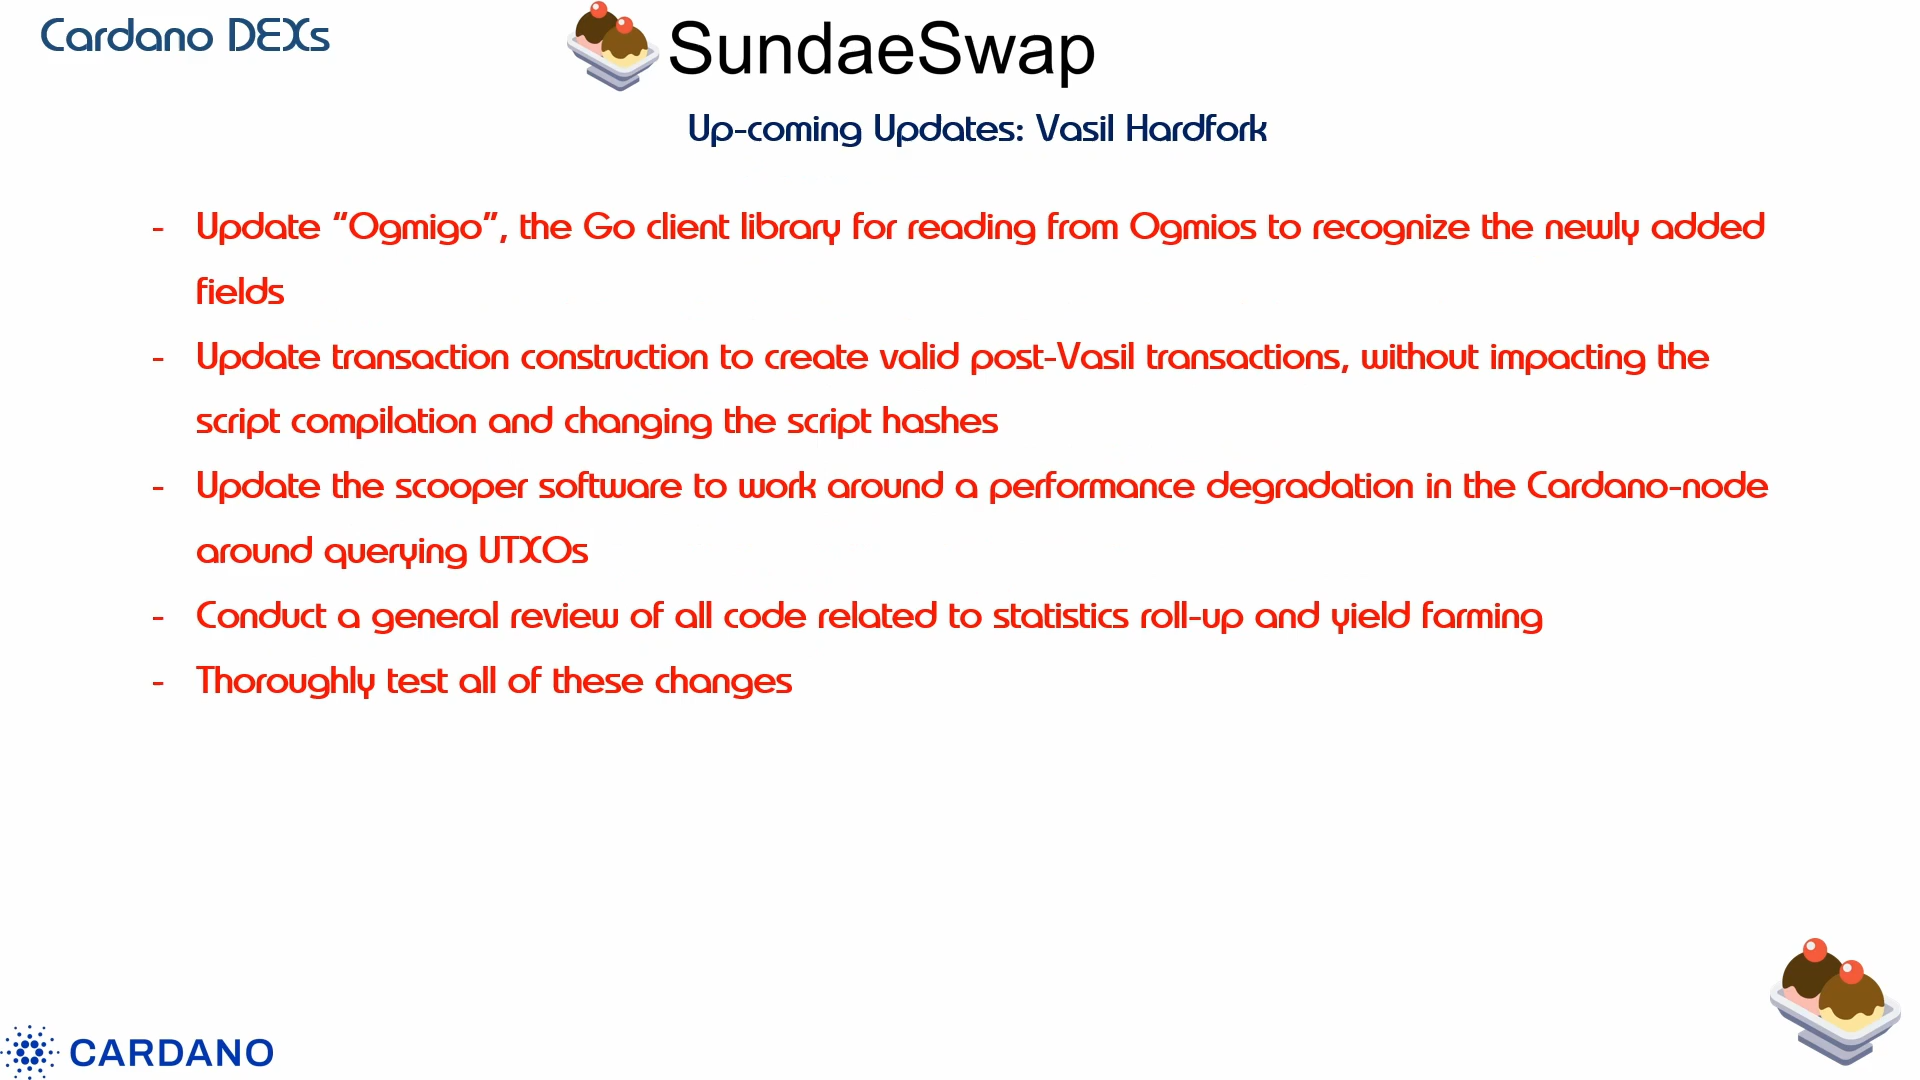 Cardano DEXs
SundaeSwap
Up-coming Updates: Vasil Hardfork
- Update “Ogmigo”, the Go client library for reading from Ogmios to recognize the newly added
fields
- Update transaction construction to create valid post-Vasil transactions, without impacting the
script compilation and changing the script hashes
- Update the scooper software to work around a performance degradation in the Cardano-node
around querying UTXOs
- Conduct a general review of all code related to statistics roll-up and yield farming
- Thoroughly test all of these changes
CARDANO